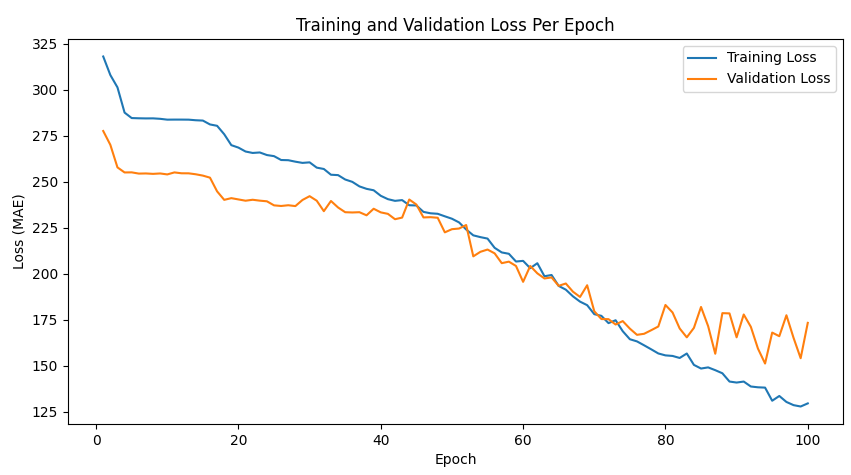 Training and Validation Loss Per Epoch
Training Loss
Validation Loss
Loss (MAE)
325
300
275
250
225
200
175
150
125
0 20 40 60 80 100
Epoch